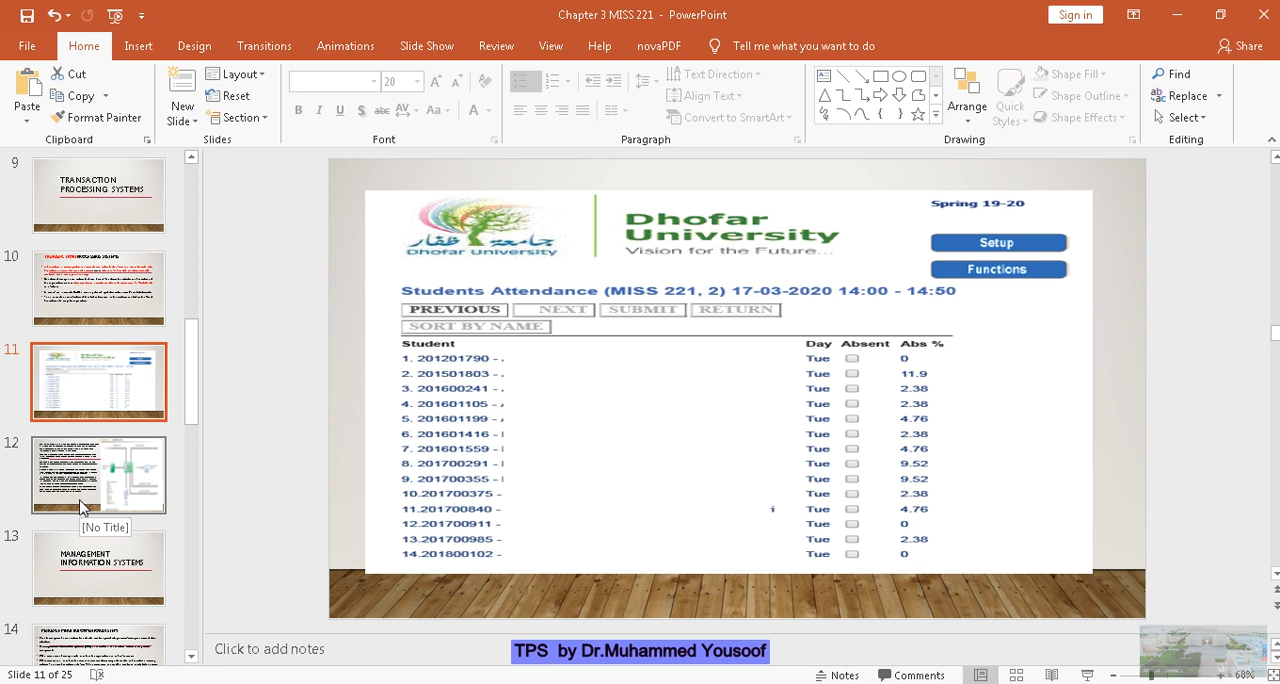 Chapter 3 MISS 221 - PowerPoint
Sign in
File Home Insert Design Transitions Animations Slide Show Review View Help novaPDF Tell me what you want to do Share
Paste
Cut
Copy
Format Painter
Clipboard
New
Slide
Layout
Reset
Section
Slides
20
B I U S abc AV Aa A
Font
Text Direction
Align Text
Convert to SmartArt
Paragraph
Arrange
Quick
Styles
Shape Fill
Shape Outline
Shape Effects
Drawing
Find
Replace
Select
Editing
9
TRANSACTION
PROCESSING SYSTEMS
10
11
12
[No Title]
13
MANAGEMENT
INFORMATION SYSTEMS
14
جامعة ظفار
Dhofar University
Dhofar
University
Vision for the Future...
Spring 19-20
Setup
Functions
Students Attendance (MISS 221, 2) 17-03-2020 14:00 - 14:50
PREVIOUS NEXT SUBMIT RETURN
SORT BY NAME
Student Day Absent Abs %
1. 201201790 - Tue 0
2. 201501803 - Tue 11.9
3. 201600241 - Tue 2.38
4. 201601105 - Tue 2.38
5. 201601199 - Tue 4.76
6. 201601416 - Tue 2.38
7. 201601559 - Tue 4.76
8. 201700291 - Tue 9.52
9. 201700355 - Tue 9.52
10.201700375 - Tue 2.38
11.201700840 - Tue 4.76
12.201700911 - Tue 0
13.201700985 - Tue 2.38
14.201800102 - Tue 0
Click to add notes
TPS by Dr.Muhammed Yousoof
Slide 11 of 25
Notes
Comments
68%